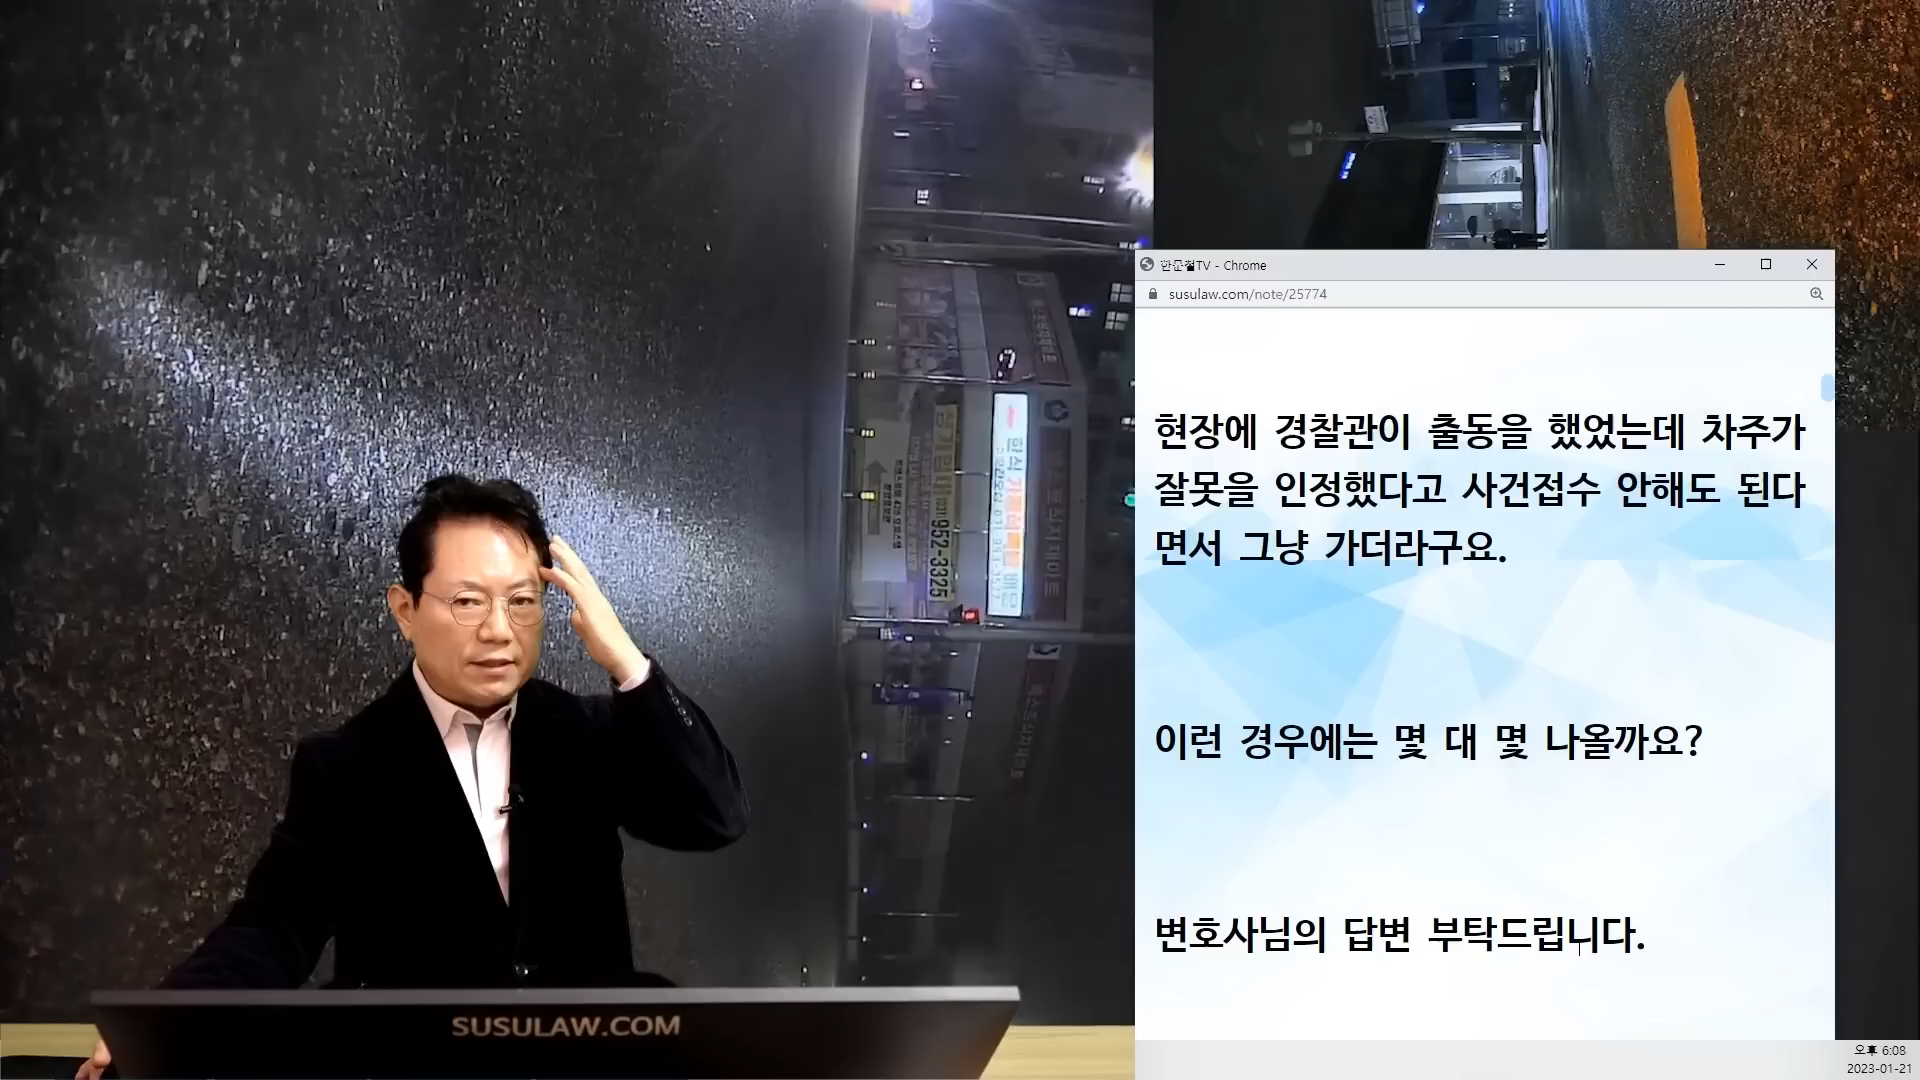 한문철TV - Chrome
susulaw.com/note/25774
현장에 경찰관이 출동을 했었는데 차주가
잘못을 인정했다고 사건접수 안해도 된다
면서 그냥 가더라구요.
이런 경우에는 몇 대 몇 나올까요?
변호사님의 답변 부탁드립니다.
952-3325
SUSULAW.COM
오후 6:08
2023-01-21